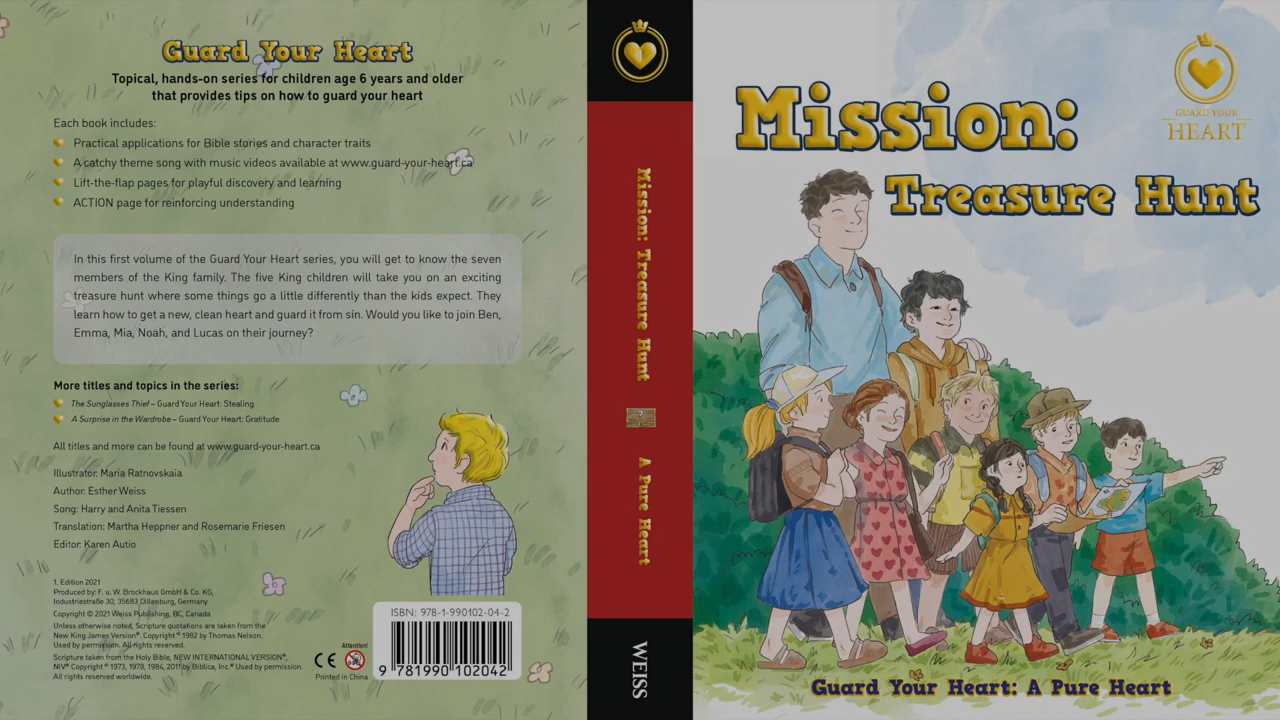 Guard Your Heart
Topical, hands-on series for children age 6 years and older
that provides tips on how to guard your heart
Each book includes:
Practical applications for Bible stories and character traits
A catchy theme song with music videos available at www.guard-your-heart.ca
Lift-the-flap pages for playful discovery and learning
ACTION page for reinforcing understanding
In this first volume of the Guard Your Heart series, you will get to know the seven
members of the King family. The five King children will take you on an exciting
treasure hunt where some things go a little differently than the kids expect. They
learn how to get a new, clean heart and guard it from sin. Would you like to join Ben,
Emma, Mia, Noah, and Lucas on their journey?
More titles and topics in the series:
The Sunglasses Thief – Guard Your Heart: Stealing
A Surprise in the Wardrobe – Guard Your Heart: Gratitude
All titles and more can be found at www.guard-your-heart.ca
Illustrator: Maria Ratnovskaia
Author: Esther Weiss
Song: Harry and Anita Tiessen
Translation: Martha Heppner and Rosemarie Friesen
Editor: Karen Autio
1. Edition 2021
Produced by: F. u. W. Brockhaus GmbH & Co. KG,
Industriestraße 30, 35683 Dillenburg, Germany
Copyright © 2021 Weiss Publishing, BC, Canada
Unless otherwise noted, Scripture quotations are taken from the
New King James Version®. Copyright © 1982 by Thomas Nelson.
Used by permission. All rights reserved.
Scripture taken from the Holy Bible, NEW INTERNATIONAL VERSION®,
NIV® Copyright © 1973, 1978, 1984, 2011 by Biblica, Inc.® Used by permission.
All rights reserved worldwide.
Attention!
CE
Printed in China
ISBN: 978-1-990102-04-2
9 781990 102042
1
Mission: Treasure Hunt
?
A Pure Heart
WEISS
GUARD YOUR
HEART
Mission:
Treasure Hunt
Guard Your Heart: A Pure Heart